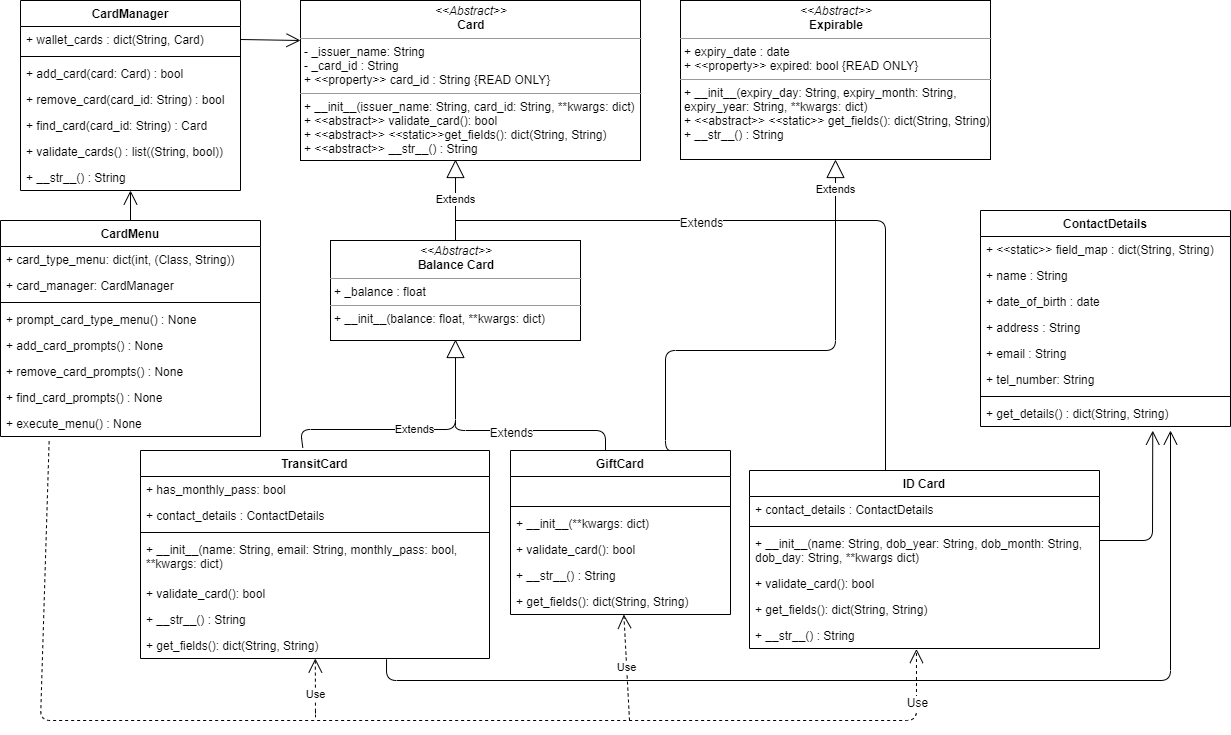 CardManager
+ wallet_cards : dict(String, Card)
+ add_card(card: Card) : bool
+ remove_card(card_id: String) : bool
+ find_card(card_id: String) : Card
+ validate_cards() : list((String, bool))
+ __str__() : String
<<Abstract>>
Card
- _issuer_name: String
- _card_id : String
+ <<property>> card_id : String {READ ONLY}
+ __init__(issuer_name: String, card_id: String, **kwargs: dict)
+ <<abstract>> validate_card(): bool
+ <<abstract>> <<static>>get_fields(): dict(String, String)
+ <<abstract>> __str__() : String
<<Abstract>>
Expirable
+ expiry_date : date
+ <<property>> expired: bool {READ ONLY}
+ __init__(expiry_day: String, expiry_month: String,
expiry_year: String, **kwargs: dict)
+ <<abstract>> <<static>> get_fields(): dict(String, String)
+ __str__() : String
Extends
Extends
Extends
CardMenu
+ card_type_menu: dict(int, (Class, String))
+ card_manager: CardManager
+ prompt_card_type_menu() : None
+ add_card_prompts() : None
+ remove_card_prompts() : None
+ find_card_prompts() : None
+ execute_menu() : None
<<Abstract>>
Balance Card
+ _balance : float
+ __init__(balance: float, **kwargs: dict)
ContactDetails
+ <<static>> field_map : dict(String, String)
+ name : String
+ date_of_birth : date
+ address : String
+ email : String
+ tel_number: String
+ get_details() : dict(String, String)
Extends
Extends
TransitCard
+ has_monthly_pass: bool
+ contact_details : ContactDetails
+ __init__(name: String, email: String, monthly_pass: bool,
**kwargs: dict)
+ validate_card(): bool
+ __str__() : String
+ get_fields(): dict(String, String)
GiftCard
+ __init__(**kwargs: dict)
+ validate_card(): bool
+ __str__() : String
+ get_fields(): dict(String, String)
ID Card
+ contact_details : ContactDetails
+ __init__(name: String, dob_year: String, dob_month: String,
dob_day: String, **kwargs dict)
+ validate_card(): bool
+ get_fields(): dict(String, String)
+ __str__() : String
Use
Use
Use